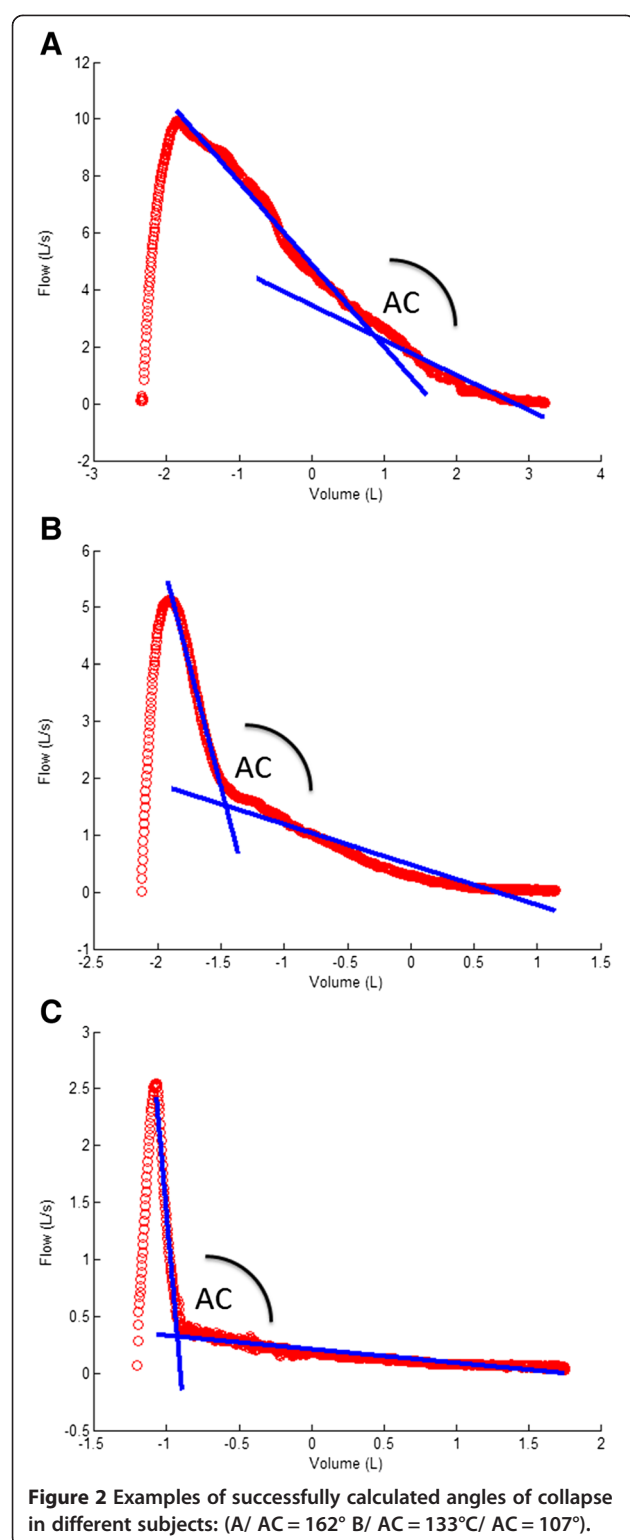 A
12
10
8
6
4
2
0
-2
Flow (L/s)
AC
-3 -2 -1 0 1 2 3 4
Volume (L)
B
6
5
4
3
2
1
0
-1
Flow (L/s)
AC
-2.5 -2 -1.5 -1 -0.5 0 0.5 1 1.5
Volume (L)
C
3
2.5
2
1.5
1
0.5
0
-0.5
Flow (L/s)
AC
-1.5 -1 -0.5 0 0.5 1 1.5 2
Volume (L)
Figure 2 Examples of successfully calculated angles of collapse
in different subjects: (A/ AC = 162° B/ AC = 133°C/ AC = 107°).